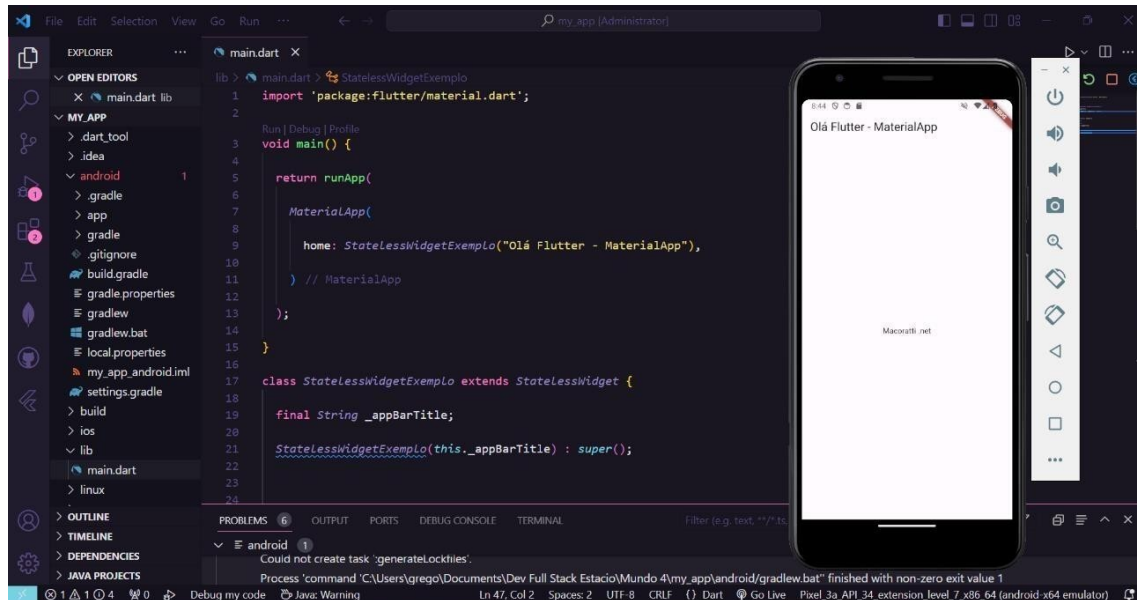 File Edit Selection View Go Run ··· my_app [Administrator]
EXPLORER ···
OPEN EDITORS
main.dart lib
MY_APP
.dart_tool
.idea
android 1
.gradle
app
gradle
.gitignore
build.gradle
gradle.properties
gradlew
gradlew.bat
local.properties
my_app_android.iml
settings.gradle
build
ios
lib
main.dart
linux
OUTLINE
TIMELINE
DEPENDENCIES
JAVA PROJECTS
1
2
main.dart
lib > main.dart > StatelessWidgetExemplo
1 import 'package:flutter/material.dart';
2
Run | Debug | Profile
3 void main() {
4
5 return runApp(
6
7 MaterialApp(
8
9 home: StatelessWidgetExemplo("Olá Flutter - MaterialApp"),
10
11 ) // MaterialApp
12
13 );
14
15 }
16
17 class StatelessWidgetExemplo extends StatelessWidget {
18
19 final String _appBarTitle;
20
21 StatelessWidgetExemplo(this._appBarTitle) : super();
22
23
24
PROBLEMS 6 OUTPUT PORTS DEBUG CONSOLE TERMINAL Filter (e.g. text, **/*.ts,
android 1
Could not create task ':generateLockfiles'.
Process 'command 'C:\Users\grego\Documents\Dev Full Stack Estacio\Mundo 4\my_app\android/gradlew.bat'' finished with non-zero exit value 1
8:44
Olá Flutter - MaterialApp
Macoratti .net
1 1 4 0 Debug my code Java: Warning Ln 47, Col 2 Spaces: 2 UTF-8 CRLF {} Dart Go Live Pixel_3a_API_34_extension_level_7_x86_64 (android-x64 emulator)